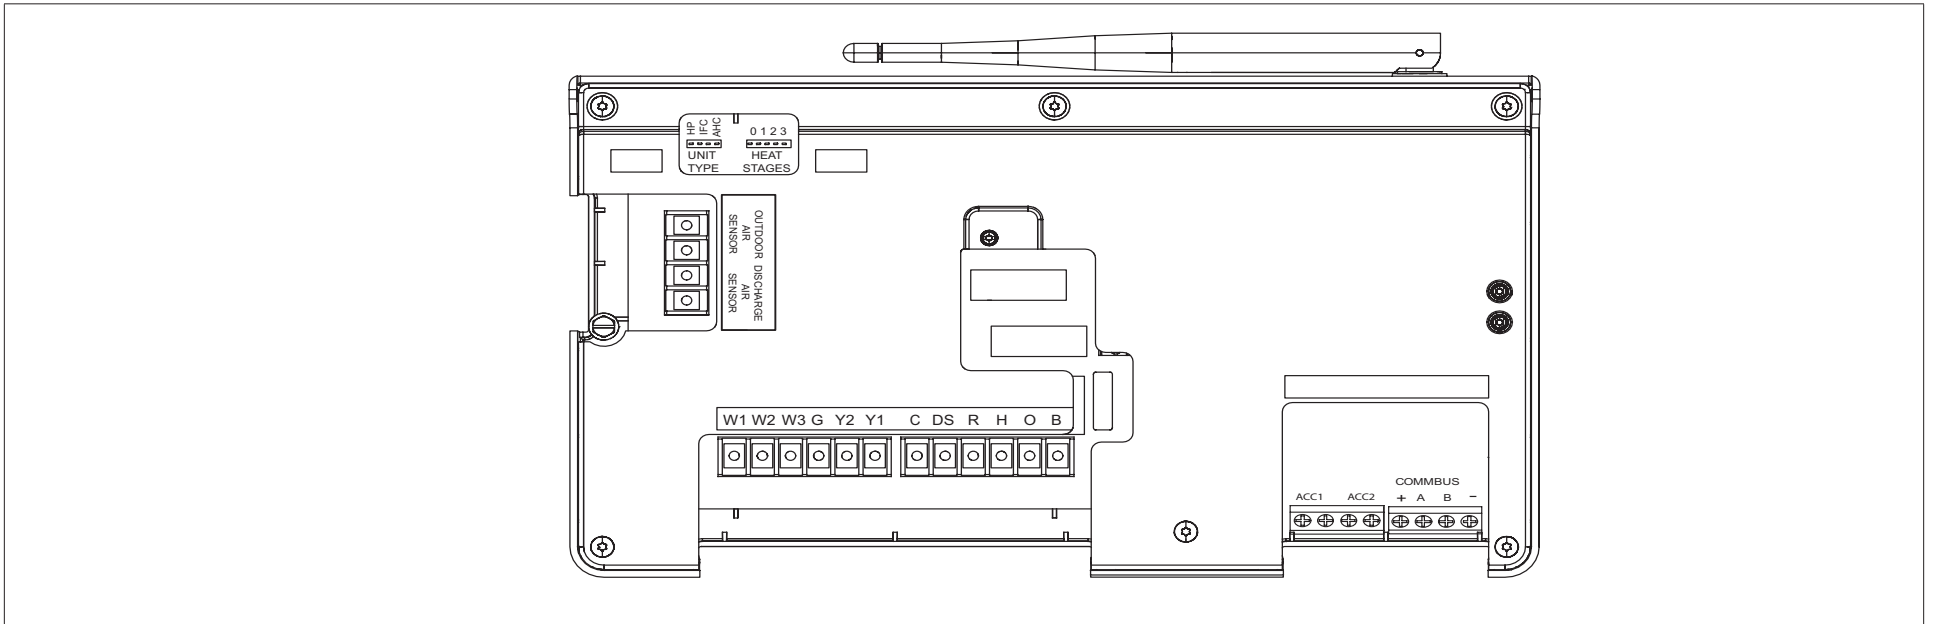 HP
IFC
AHC
0 1 2 3
UNIT
TYPE
HEAT
STAGES
OUTDOOR
AIR
SENSOR
DISCHARGE
AIR
SENSOR
W1 W2 W3 G Y2 Y1 C DS R H O B
COMMBUS
ACC1 ACC2 + A B -